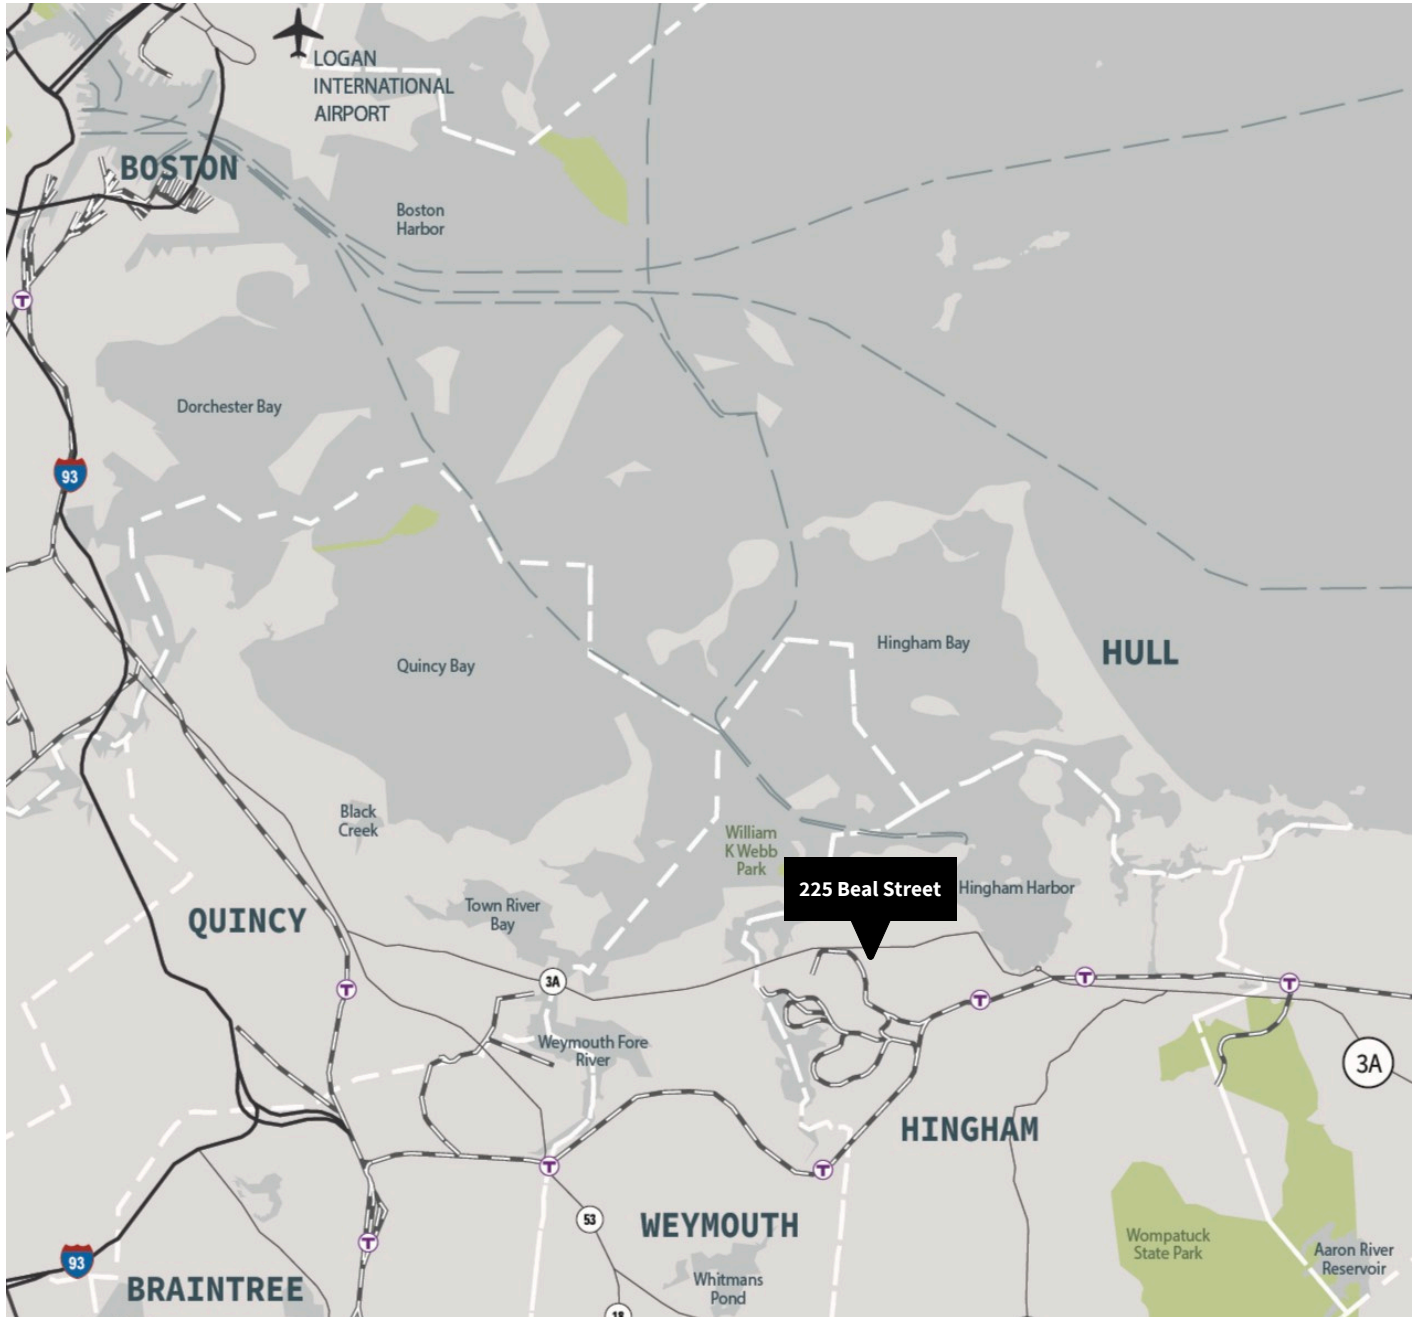 LOGAN
INTERNATIONAL
AIRPORT
BOSTON
Boston
Harbor
T
Dorchester Bay
93
Hingham Bay
HULL
Quincy Bay
Black
Creek
William
K Webb
Park
225 Beal Street
Hingham Harbor
QUINCY
Town River
Bay
3A
T
T
T
T
Weymouth Fore
River
3A
HINGHAM
T
T
53
WEYMOUTH
T
Wompatuck
State Park
Aaron River
Reservoir
93
BRAINTREE
Whitmans
Pond
18